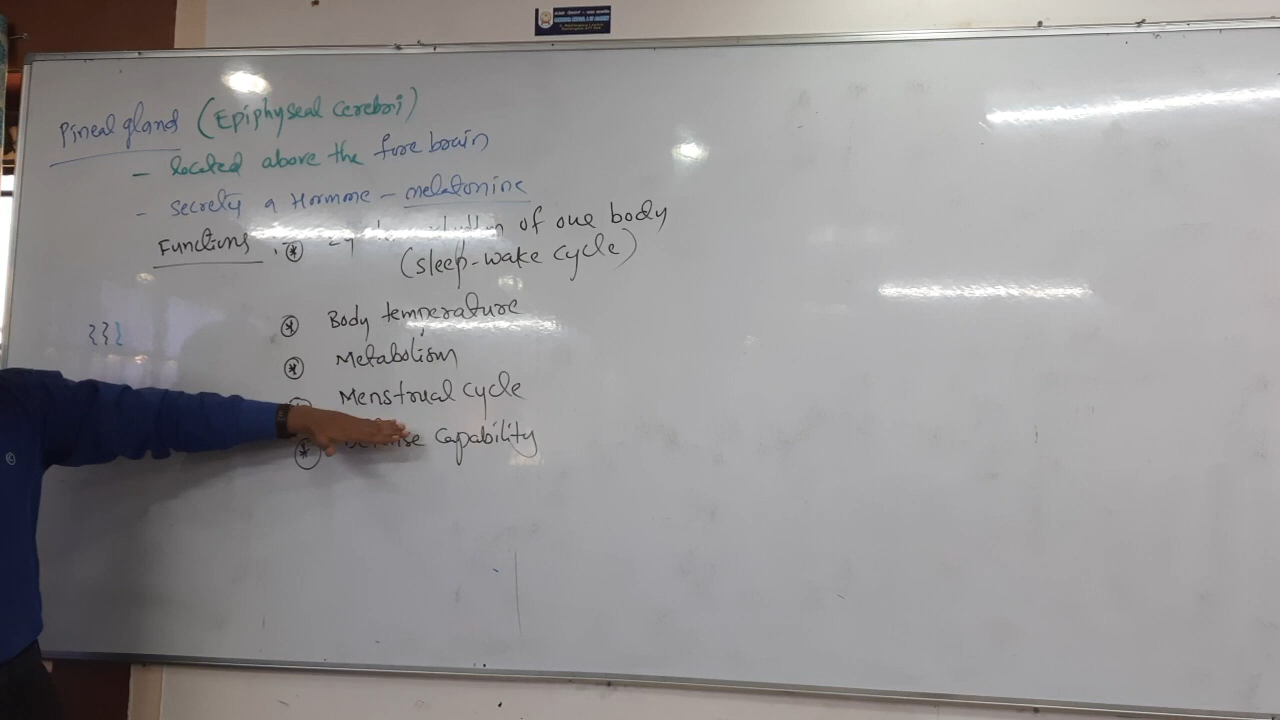 Pineal gland (Epiphyseal cerebri)
- located above the fore brain
- secrety a Hormone - melatonine
Functions : * of our body
(sleep-wake cycle)
* Body temperature
* Metabolism
* Menstrual cycle
* capability
}}}